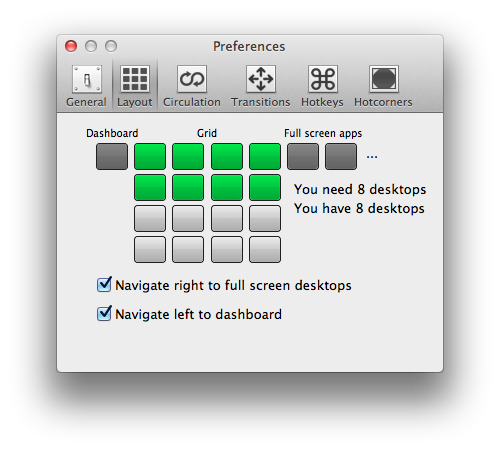 Preferences
General Layout Circulation Transitions Hotkeys Hotcorners
Dashboard Grid Full screen apps
...
You need 8 desktops
You have 8 desktops
Navigate right to full screen desktops
Navigate left to dashboard